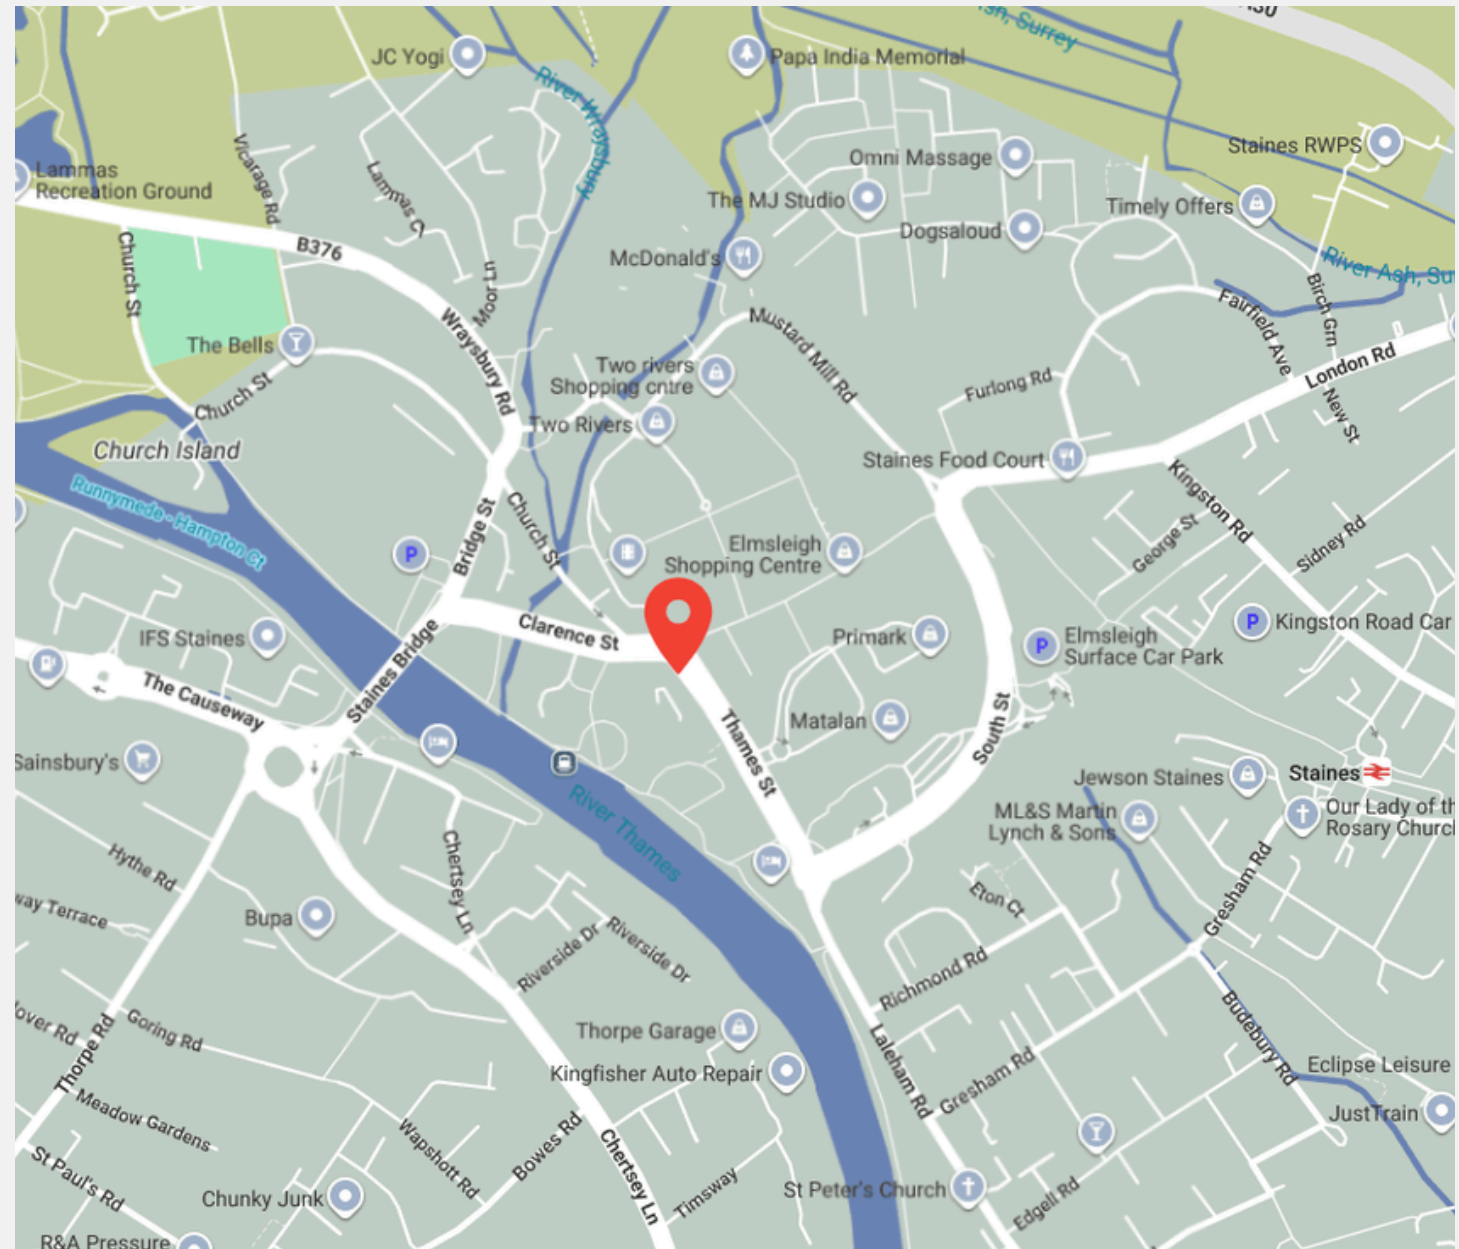 sh, Surrey
A30
JC Yogi
Papa India Memorial
River Wraysbury
Staines RWPS
Lammas
Recreation Ground
Vicarage Rd
Lammas Ct
Omni Massage
The MJ Studio
Timely Offers
Dogsaloud
Church St
B376
McDonald's
River Ash, Su
Moor Ln
Birch Grn
Fairfield Ave
The Bells
Wraysbury Rd
Mustard Mill Rd
London Rd
Two rivers
Shopping cntre
Furlong Rd
Church St
New St
Two Rivers
Church Island
Staines Food Court
Kingston Rd
Runnymede - Hampton Ct
Bridge St
Church St
P
Elmsleigh
Shopping Centre
George St
Sidney Rd
IFS Staines
Clarence St
Primark
P
Elmsleigh
Surface Car Park
P
Kingston Road Car
Staines Bridge
The Causeway
Thames St
Matalan
South St
Sainsbury's
Jewson Staines
Staines
River Thames
ML&S Martin
Lynch & Sons
Our Lady of th
Rosary Church
Hythe Rd
Chertsey Ln
Eton Ct
Gresham Rd
way Terrace
Bupa
Riverside Dr
Riverside Dr
Richmond Rd
Budebury Rd
lover Rd
Goring Rd
Thorpe Rd
Thorpe Garage
Laleham Rd
Gresham Rd
Kingfisher Auto Repair
Eclipse Leisure
Meadow Gardens
JustTrain
Wapshott Rd
Bowes Rd
Chertsey Ln
St Paul's Rd
Chunky Junk
Timsway
St Peter's Church
Edgell Rd
R&A Pressure